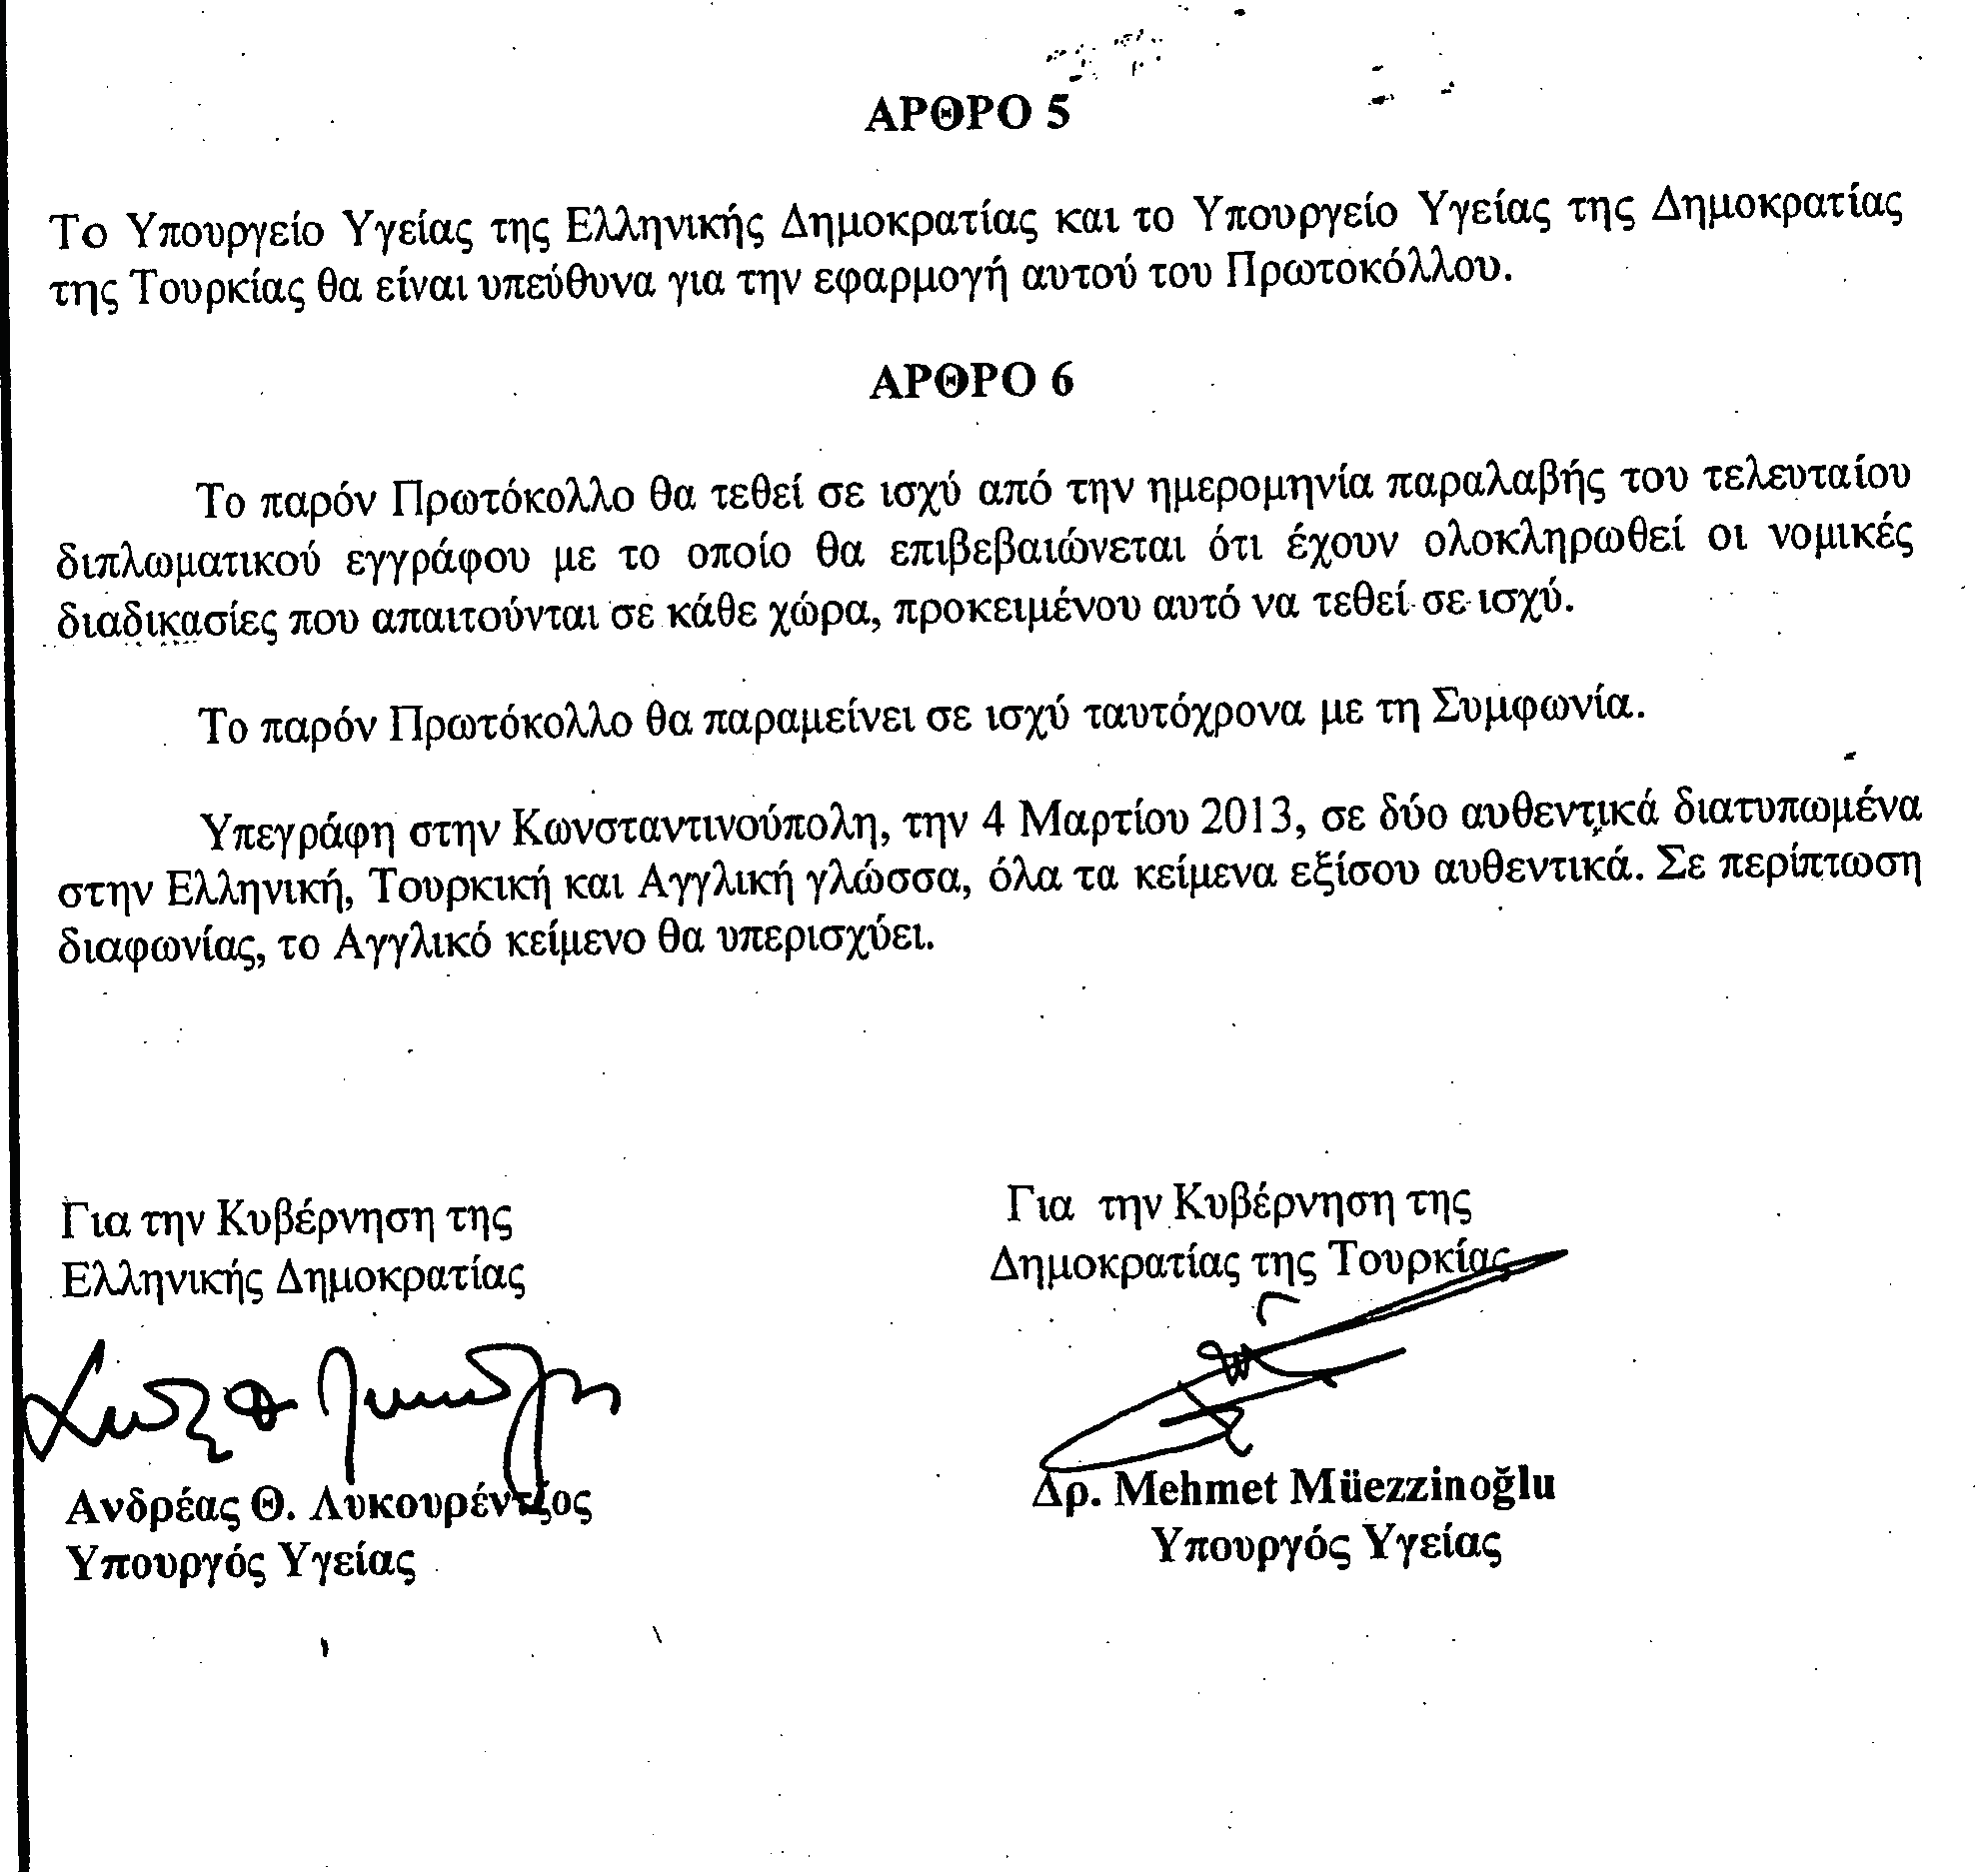 ΑΡΘΡΟ 5
Το Υπουργείο Υγείας της Ελληνικής Δημοκρατίας και το Υπουργείο Υγείας της Δημοκρατίας
της Τουρκίας θα είναι υπεύθυνα για την εφαρμογή αυτού του Πρωτοκόλλου.
ΑΡΘΡΟ 6
Το παρόν Πρωτόκολλο θα τεθεί σε ισχύ από την ημερομηνία παραλαβής του τελευταίου
διπλωματικού εγγράφου με το οποίο θα επιβεβαιώνεται ότι έχουν ολοκληρωθεί οι νομικές
διαδικασίες που απαιτούνται σε κάθε χώρα, προκειμένου αυτό να τεθεί σε ισχύ.
Το παρόν Πρωτόκολλο θα παραμείνει σε ισχύ ταυτόχρονα με τη Συμφωνία.
Υπεγράφη στην Κωνσταντινούπολη, την 4 Μαρτίου 2013, σε δύο αυθεντικά διατυπωμένα
στην Ελληνική, Τουρκική και Αγγλική γλώσσα, όλα τα κείμενα εξίσου αυθεντικά. Σε περίπτωση
διαφωνίας, το Αγγλικό κείμενο θα υπερισχύει.
Για την Κυβέρνηση της
Ελληνικής Δημοκρατίας
Ανδρέας Θ. Λυκουρέντζος
Υπουργός Υγείας
Για την Κυβέρνηση της
Δημοκρατίας της Τουρκίας
Δρ. Mehmet Müezzinoğlu
Υπουργός Υγείας